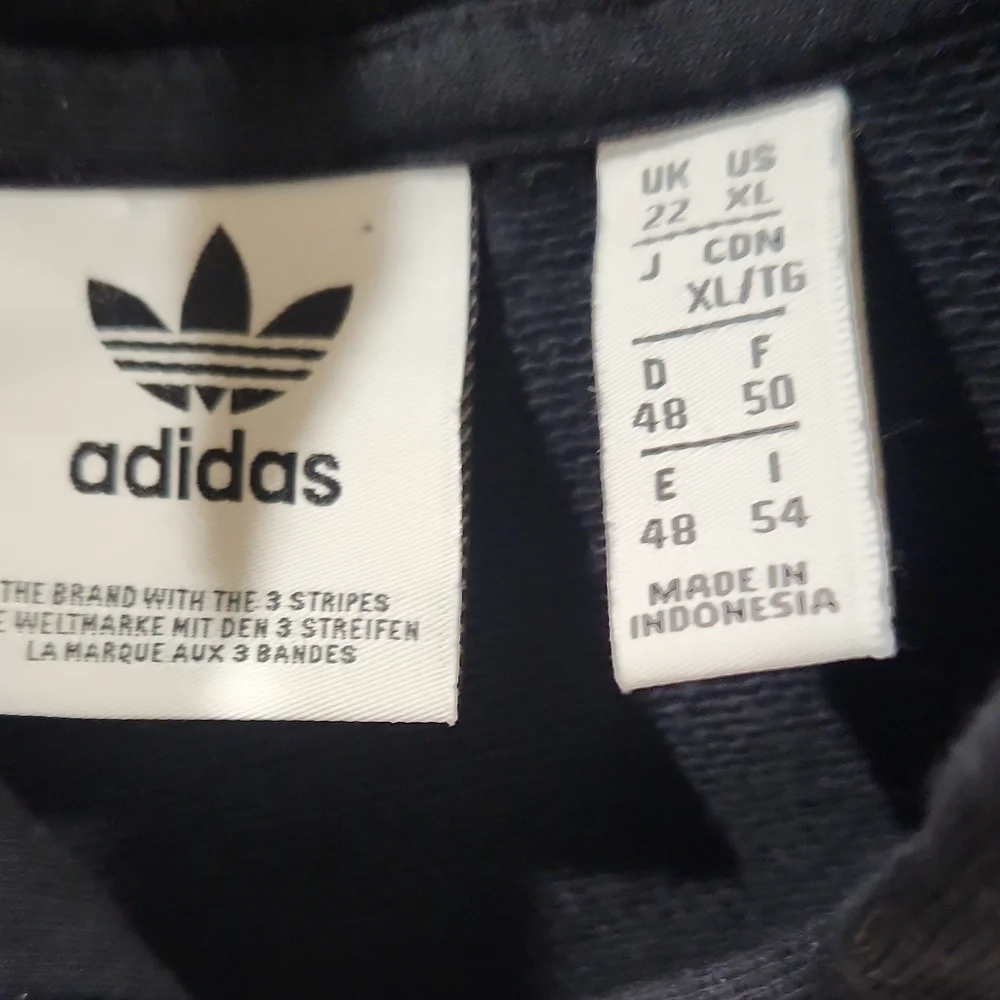 adidas
THE BRAND WITH THE 3 STRIPES
E WELTMARKE MIT DEN 3 STREIFEN
LA MARQUE AUX 3 BANDES
UK US
22 XL
J CDN
XL/TG
D F
48 50
E I
48 54
MADE IN
INDONESIA